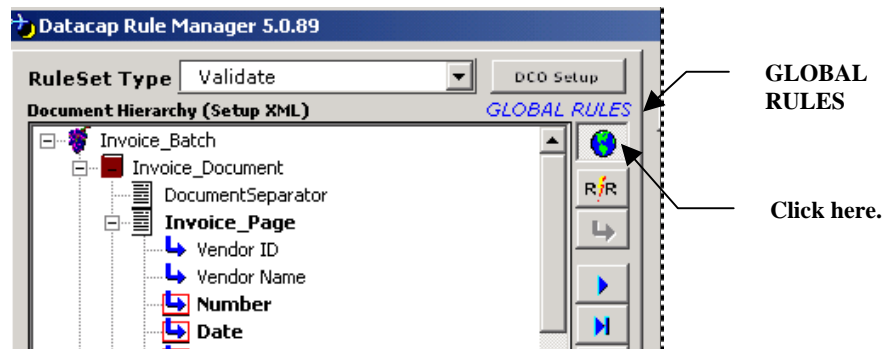 Datacap Rule Manager 5.0.89
RuleSet Type Validate DCO Setup
Document Hierarchy (Setup XML) GLOBAL RULES
Invoice_Batch
Invoice_Document
DocumentSeparator
R/R
Invoice_Page
Vendor ID
Vendor Name
Number
Date
GLOBAL
RULES
Click here.